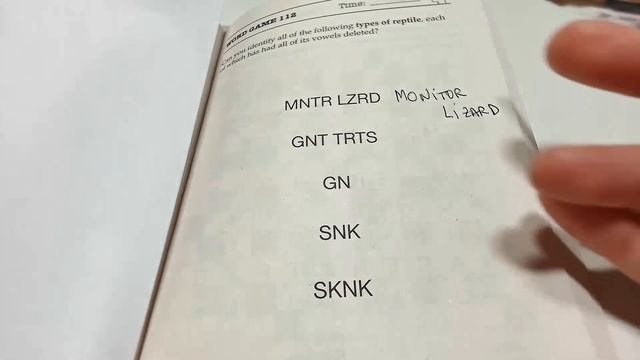 WORD GAME 112
Time:
Can you identify all of the following types of reptile, each
of which has had all of its vowels deleted?
MNTR LZRD MONITOR
LIZARD
GNT TRTS
GN
SNK
SKNK